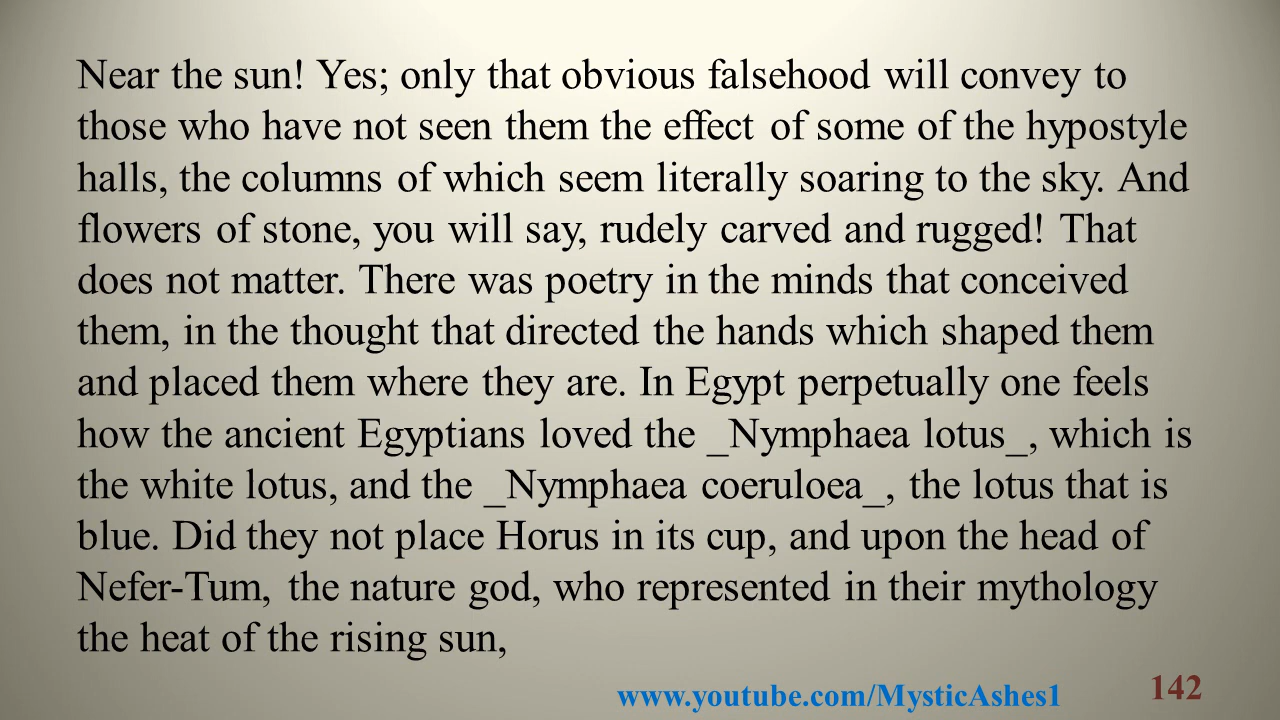 Near the sun! Yes; only that obvious falsehood will convey to
those who have not seen them the effect of some of the hypostyle
halls, the columns of which seem literally soaring to the sky. And
flowers of stone, you will say, rudely carved and rugged! That
does not matter. There was poetry in the minds that conceived
them, in the thought that directed the hands which shaped them
and placed them where they are. In Egypt perpetually one feels
how the ancient Egyptians loved the _Nymphaea lotus_, which is
the white lotus, and the _Nymphaea coeruloea_, the lotus that is
blue. Did they not place Horus in its cup, and upon the head of
Nefer-Tum, the nature god, who represented in their mythology
the heat of the rising sun,
www.youtube.com/MysticAshes1
142